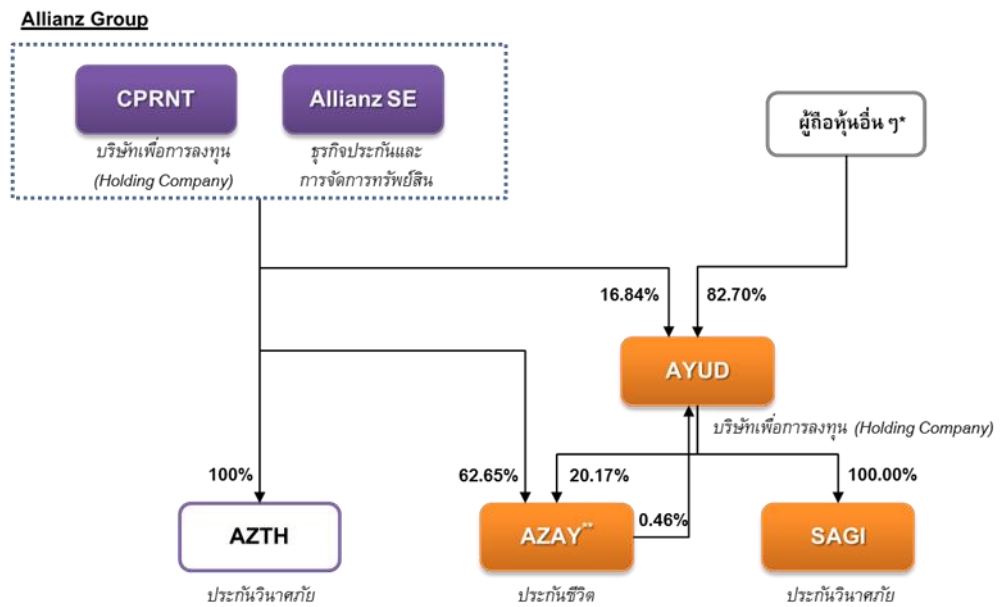 Allianz Group
CPRNT
Allianz SE
ผู้ถือหุ้นอื่น ๆ*
บริษัทเพื่อการลงทุน
(Holding Company)
ธุรกิจประกันและ
การจัดการทรัพย์สิน
16.84%
82.70%
AYUD
บริษัทเพื่อการลงทุน (Holding Company)
100%
62.65%
20.17%
100.00%
AZTH
AZAY**
0.46%
SAGI
ประกันวินาศภัย
ประกันชีวิต
ประกันวินาศภัย